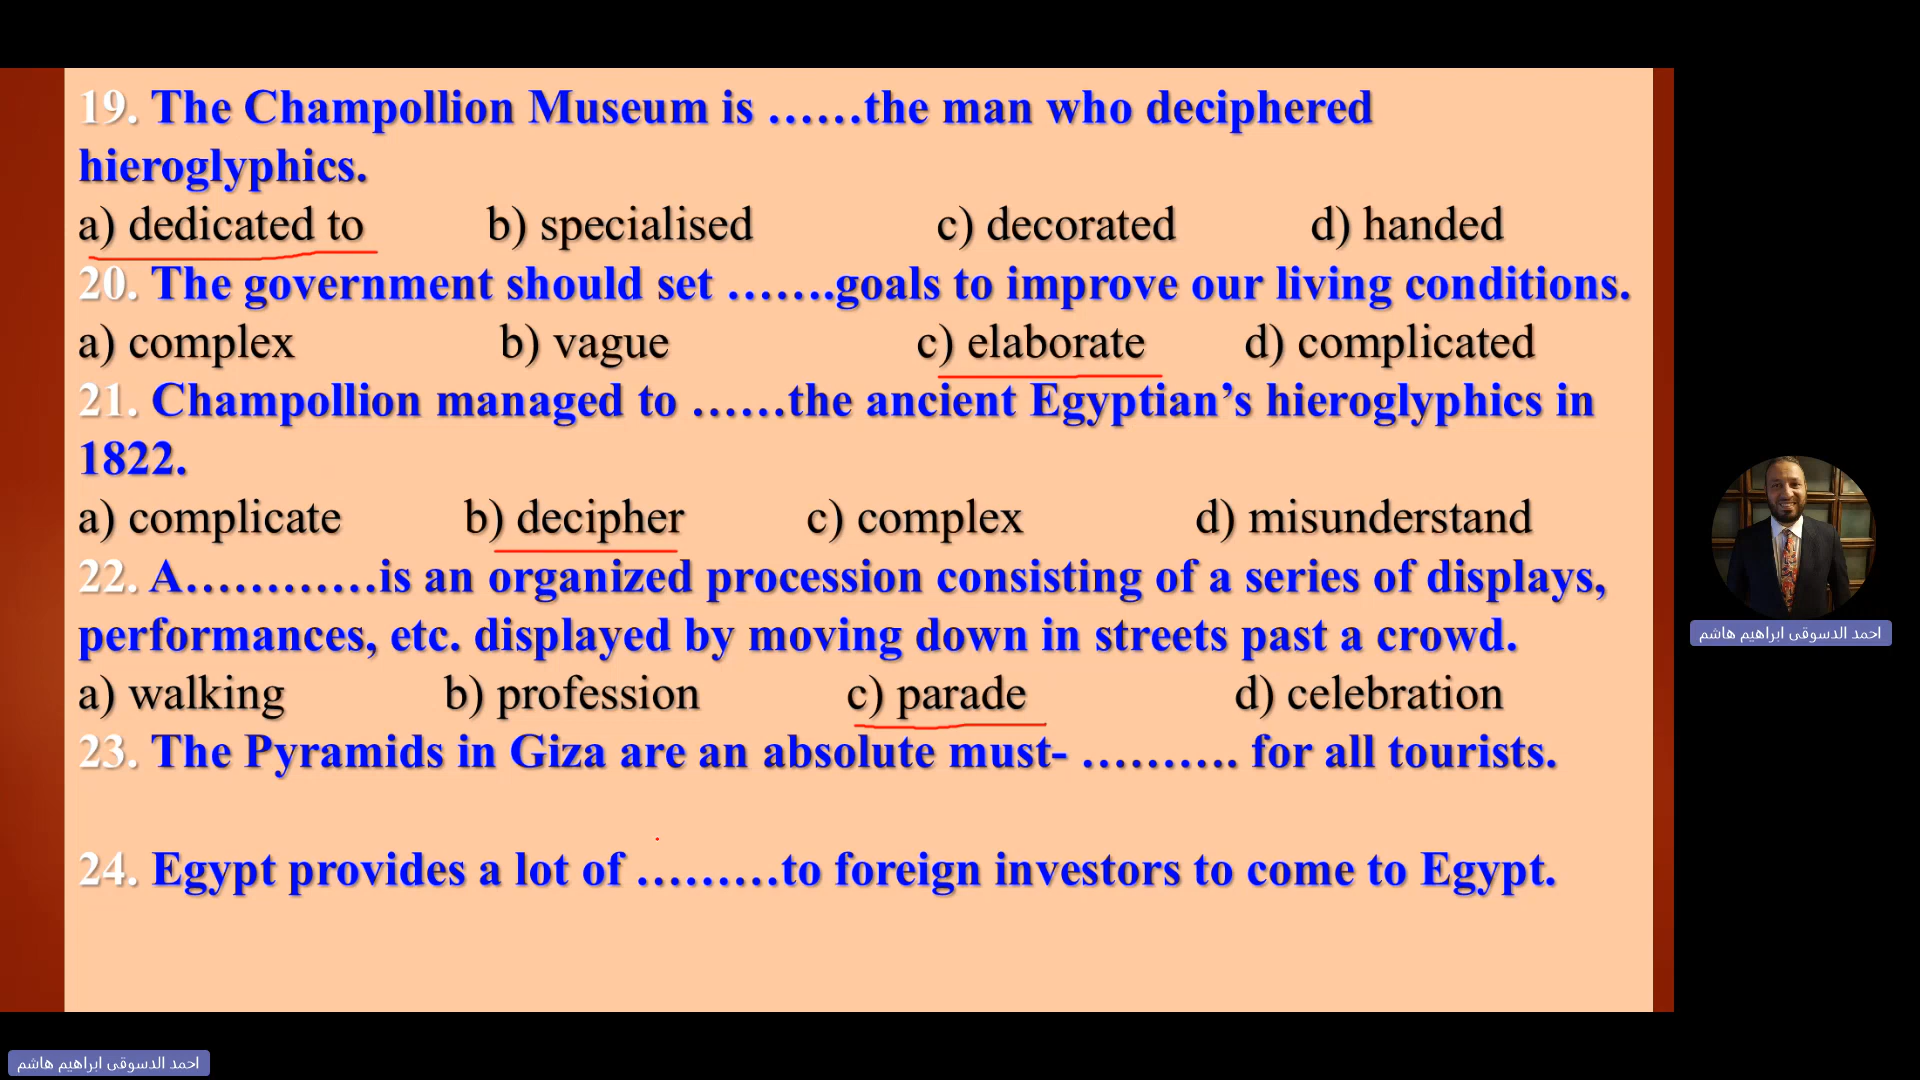 19. The Champollion Museum is ……the man who deciphered
hieroglyphics.
a) dedicated to b) specialised c) decorated d) handed
20. The government should set …….goals to improve our living conditions.
a) complex b) vague c) elaborate d) complicated
21. Champollion managed to ……the ancient Egyptian’s hieroglyphics in
1822.
a) complicate b) decipher c) complex d) misunderstand
22. A…………is an organized procession consisting of a series of displays,
performances, etc. displayed by moving down in streets past a crowd.
a) walking b) profession c) parade d) celebration
23. The Pyramids in Giza are an absolute must- ………. for all tourists.
24. Egypt provides a lot of ………to foreign investors to come to Egypt.
احمد الدسوقى ابراهيم هاشم
احمد الدسوقى ابراهيم هاشم